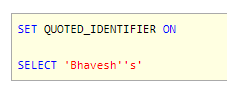 SET QUOTED_IDENTIFIER ON
SELECT 'Bhavesh''s'